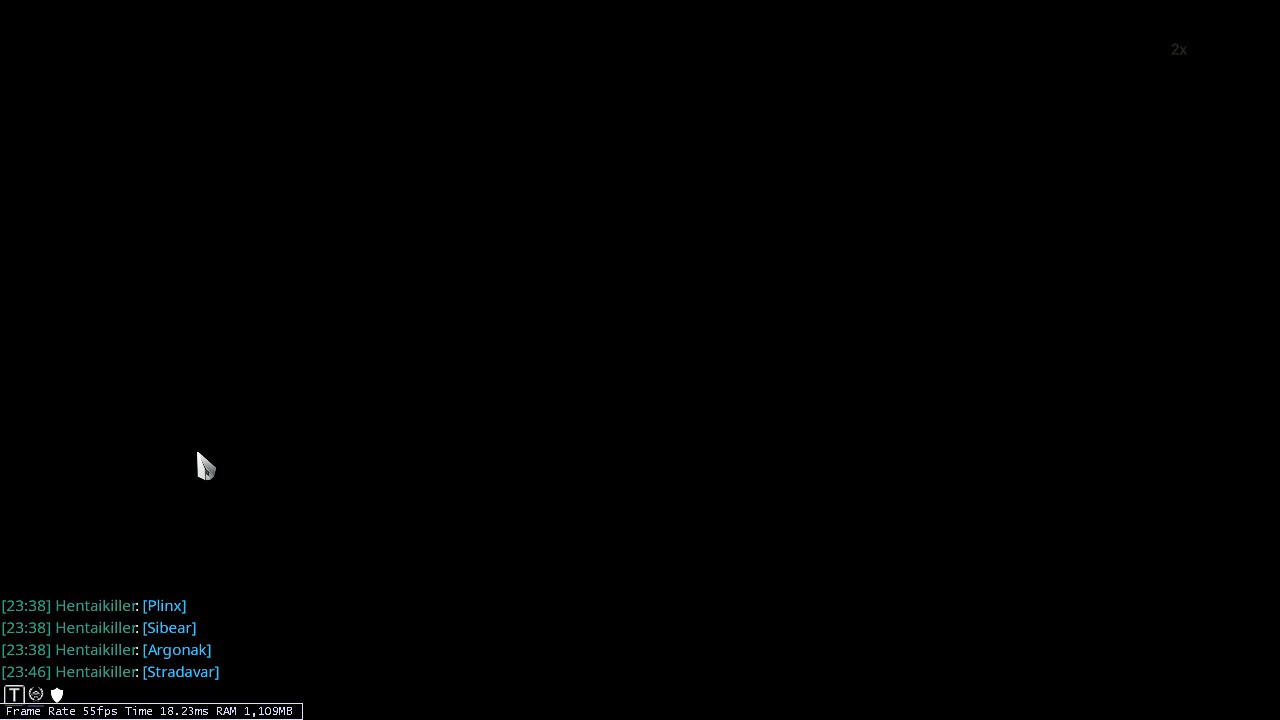 2x
[23:38] Hentaikiller: [Plinx]
[23:38] Hentaikiller: [Sibear]
[23:38] Hentaikiller: [Argonak]
[23:46] Hentaikiller: [Stradavar]
T
Frame Rate 55fps Time 18.23ms RAM 1,109MB